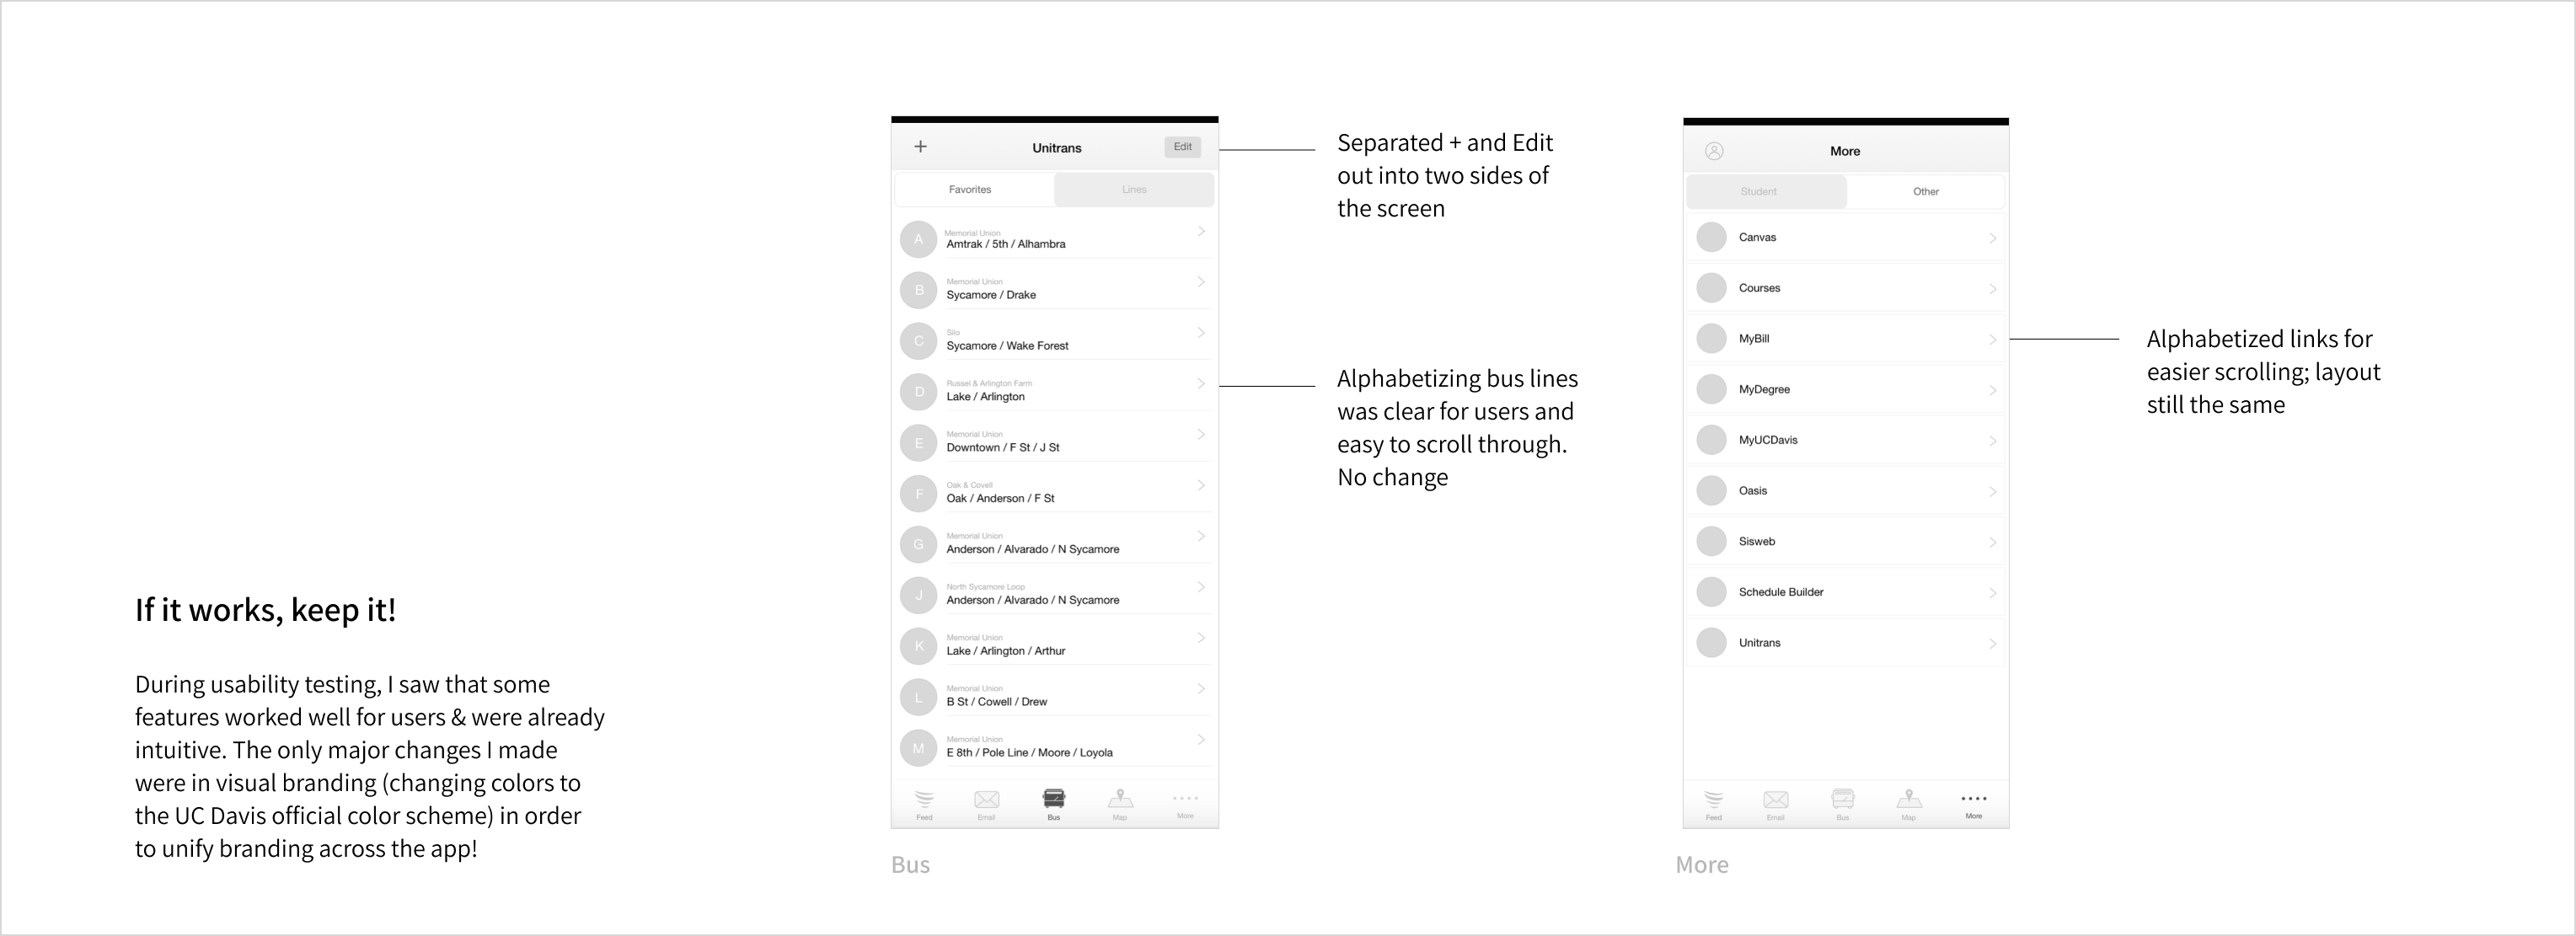 If it works, keep it!
During usability testing, I saw that some
features worked well for users & were already
intuitive. The only major changes I made
were in visual branding (changing colors to
the UC Davis official color scheme) in order
to unify branding across the app!
+
Unitrans
Edit
Favorites
Lines
A
Memorial Union
Amtrak / 5th / Alhambra
B
Memorial Union
Sycamore / Drake
C
Silo
Sycamore / Wake Forest
D
Russel & Arlington Farm
Lake / Arlington
E
Memorial Union
Downtown / F St / J St
F
Oak & Covell
Oak / Anderson / F St
G
Memorial Union
Anderson / Alvarado / N Sycamore
J
North Sycamore Loop
Anderson / Alvarado / N Sycamore
K
Memorial Union
Lake / Arlington / Arthur
L
Memorial Union
B St / Cowell / Drew
M
Memorial Union
E 8th / Pole Line / Moore / Loyola
Feed
Email
Bus
Map
More
Bus
Separated + and Edit
out into two sides of
the screen
Alphabetizing bus lines
was clear for users and
easy to scroll through.
No change
More
Student
Other
Canvas
Courses
MyBill
MyDegree
MyUCDavis
Oasis
Sisweb
Schedule Builder
Unitrans
Feed
Email
Bus
Map
More
More
Alphabetized links for
easier scrolling; layout
still the same